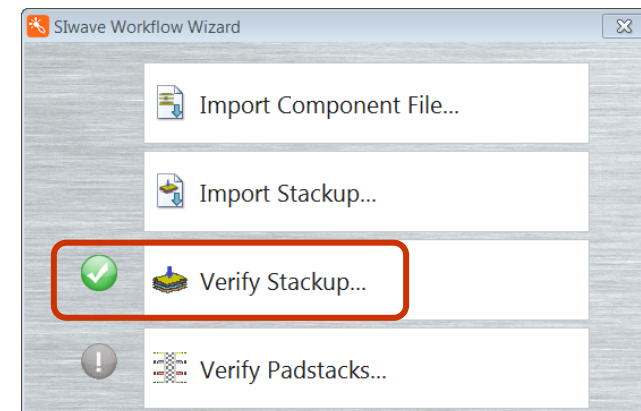 SIwave Workflow Wizard
Import Component File...
Import Stackup...
Verify Stackup...
Verify Padstacks...